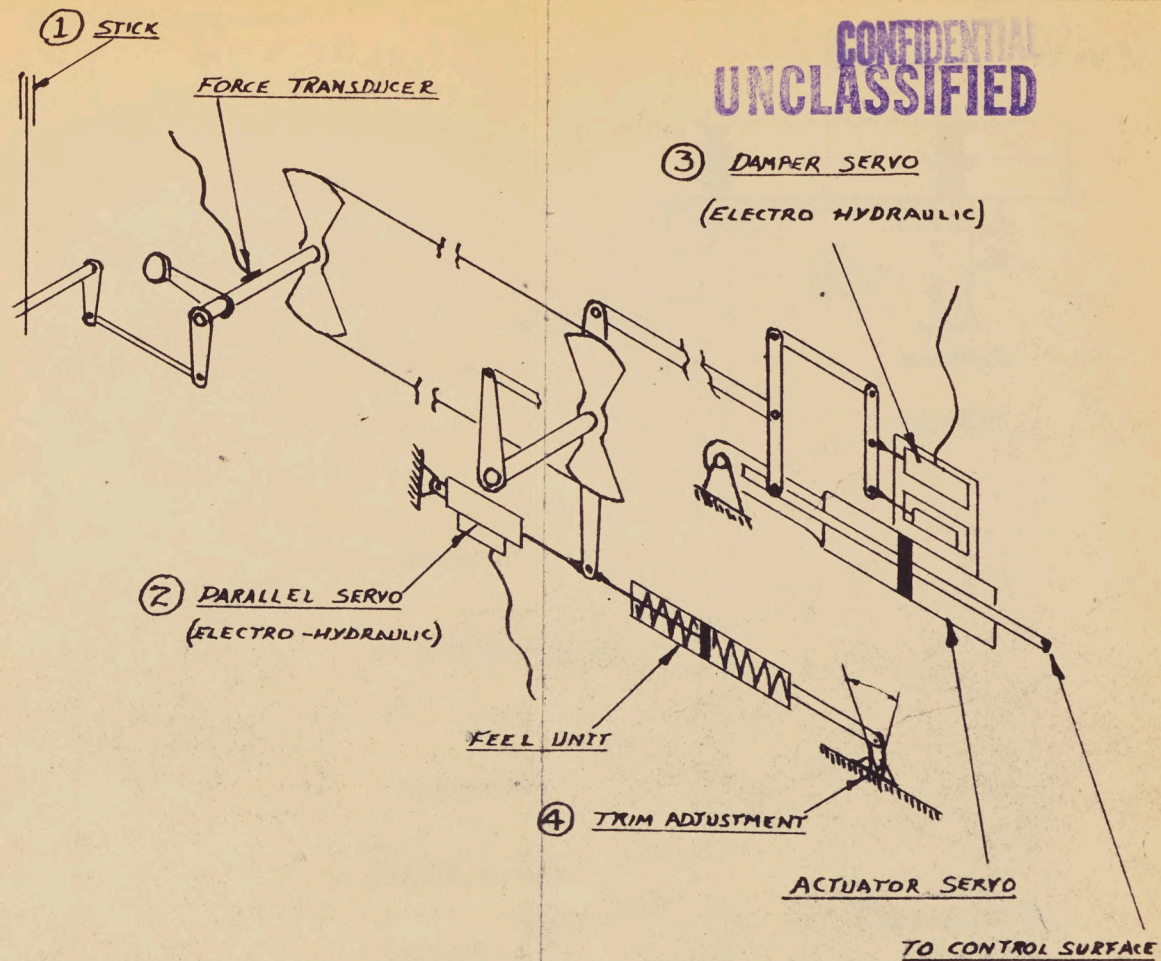 ① STICK
FORCE TRANSDUCER
CONFIDENTIAL
UNCLASSIFIED
③ DAMPER SERVO
(ELECTRO HYDRAULIC)
② PARALLEL SERVO
(ELECTRO-HYDRAULIC)
FEEL UNIT
④ TRIM ADJUSTMENT
ACTUATOR SERVO
TO CONTROL SURFACE